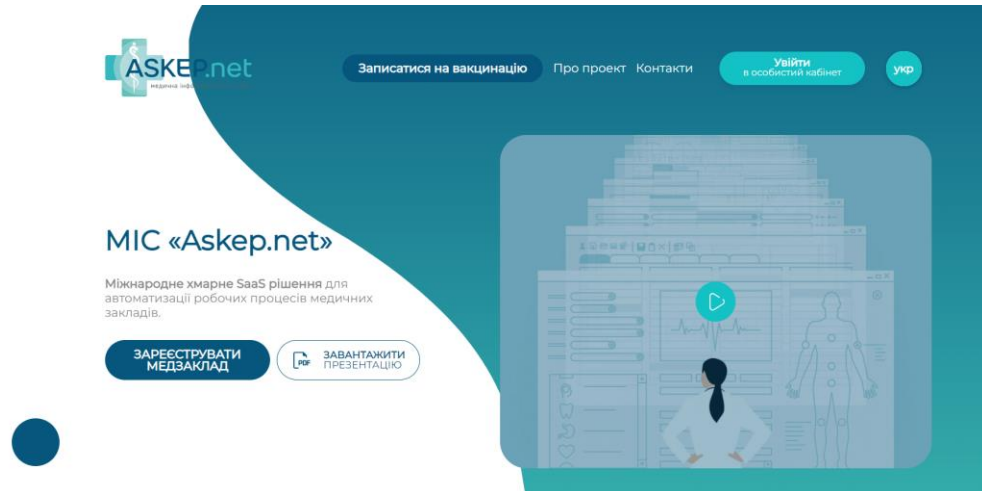 ASKEP.net
медична
Записатися на вакцинацію
Про проект
Контакти
Увійти
в особистий кабінет
укр
МІС «Askep.net»
Міжнародне хмарне SaaS рішення для
автоматизації робочих процесів медичних
закладів.
ЗАРЕЄСТРУВАТИ
МЕДЗАКЛАД
PDF
ЗАВАНТАЖИТИ
ПРЕЗЕНТАЦІЮ